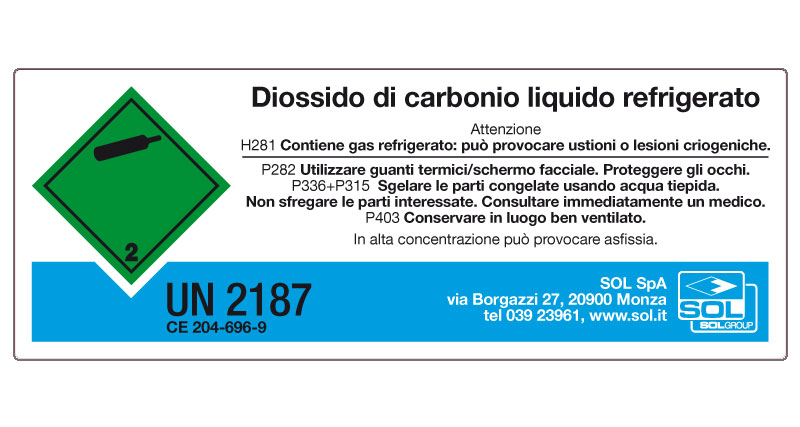 Diossido di carbonio liquido refrigerato
Attenzione
H281 Contiene gas refrigerato: può provocare ustioni o lesioni criogeniche.
P282 Utilizzare guanti termici/schermo facciale. Proteggere gli occhi.
P336+P315 Sgelare le parti congelate usando acqua tiepida.
Non sfregare le parti interessate. Consultare immediatamente un medico.
P403 Conservare in luogo ben ventilato.
In alta concentrazione può provocare asfissia.
2
UN 2187
CE 204-696-9
SOL SpA
via Borgazzi 27, 20900 Monza
tel 039 23961, www.sol.it
SOL
SOLGROUP